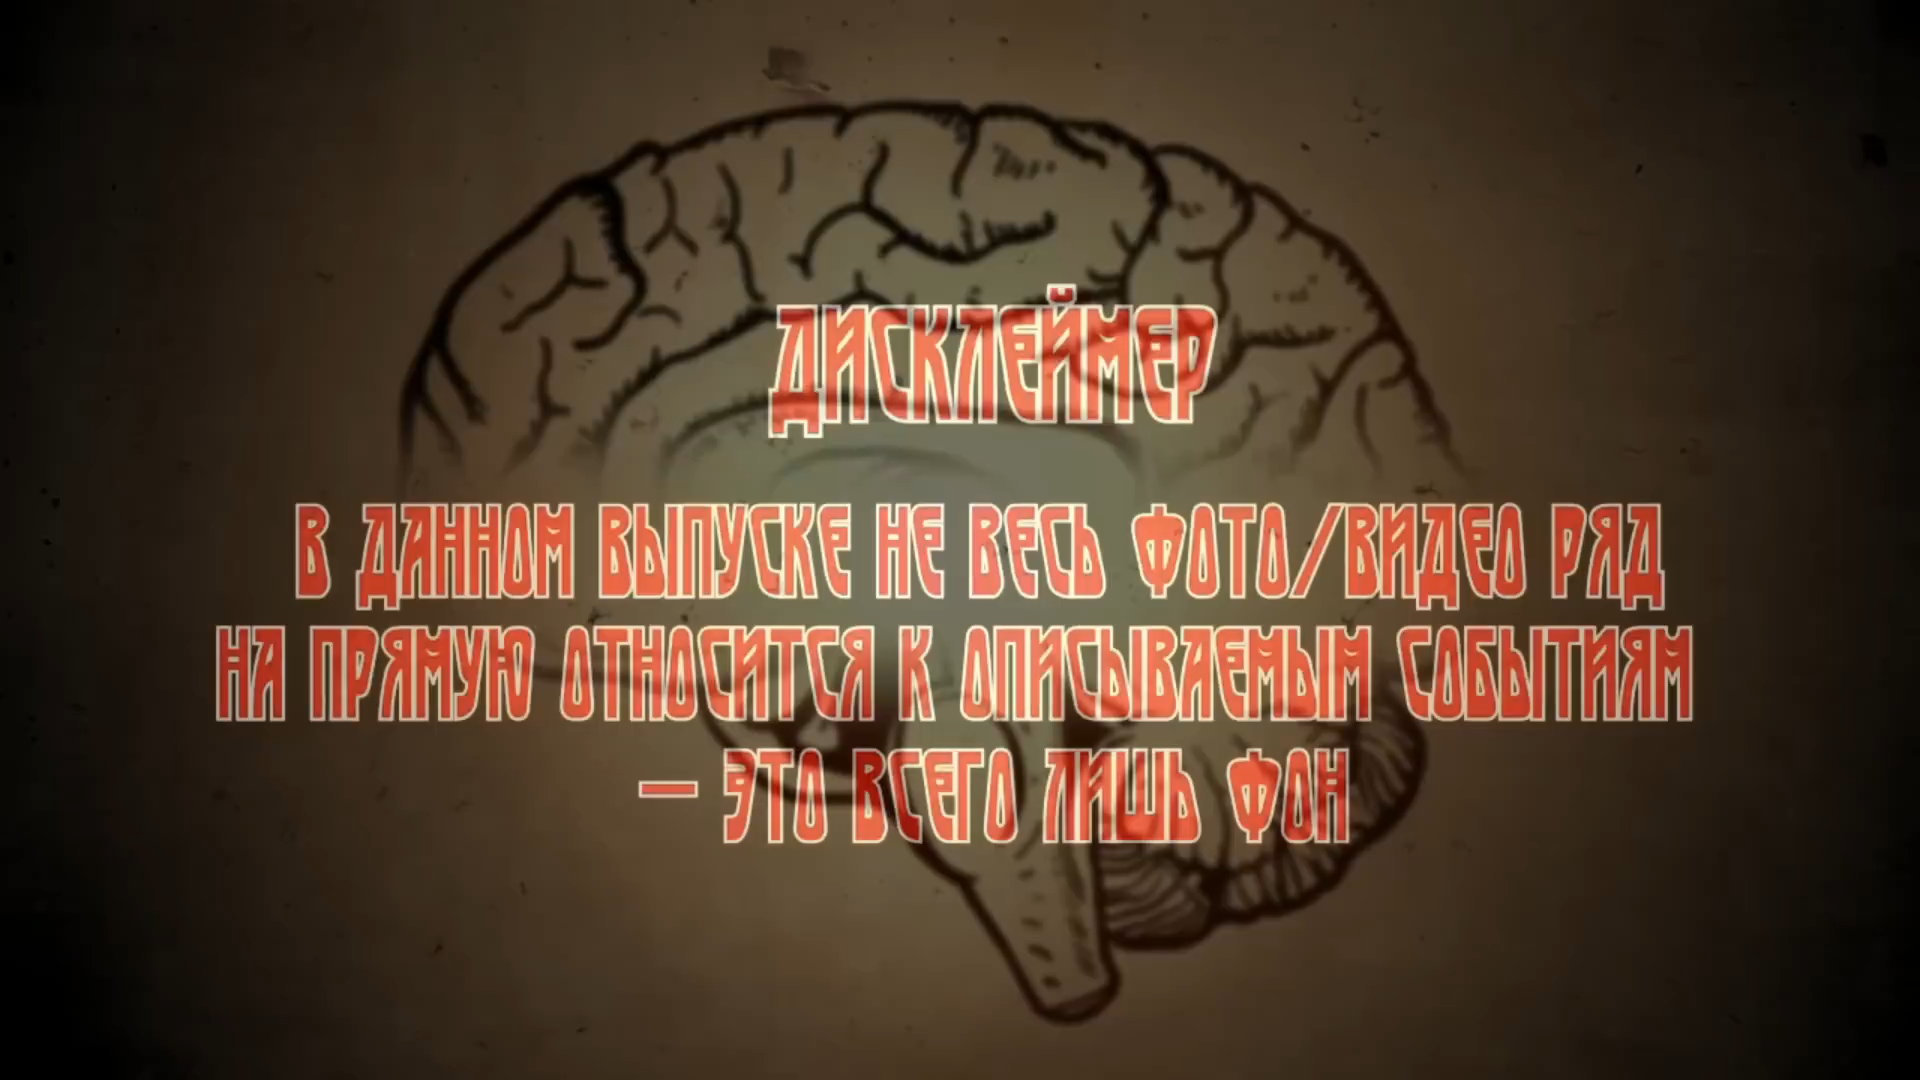 ДИСКЛЕЙМЕР
В ДАННОМ ВЫПУСКЕ НЕ ВЕСЬ ФОТО/ВИДЕО РЯД
НА ПРЯМУЮ ОТНОСИТСЯ К ОПИСЫВАЕМЫМ СОБЫТИЯМ
— ЭТО ВСЕГО ЛИШЬ ФОН